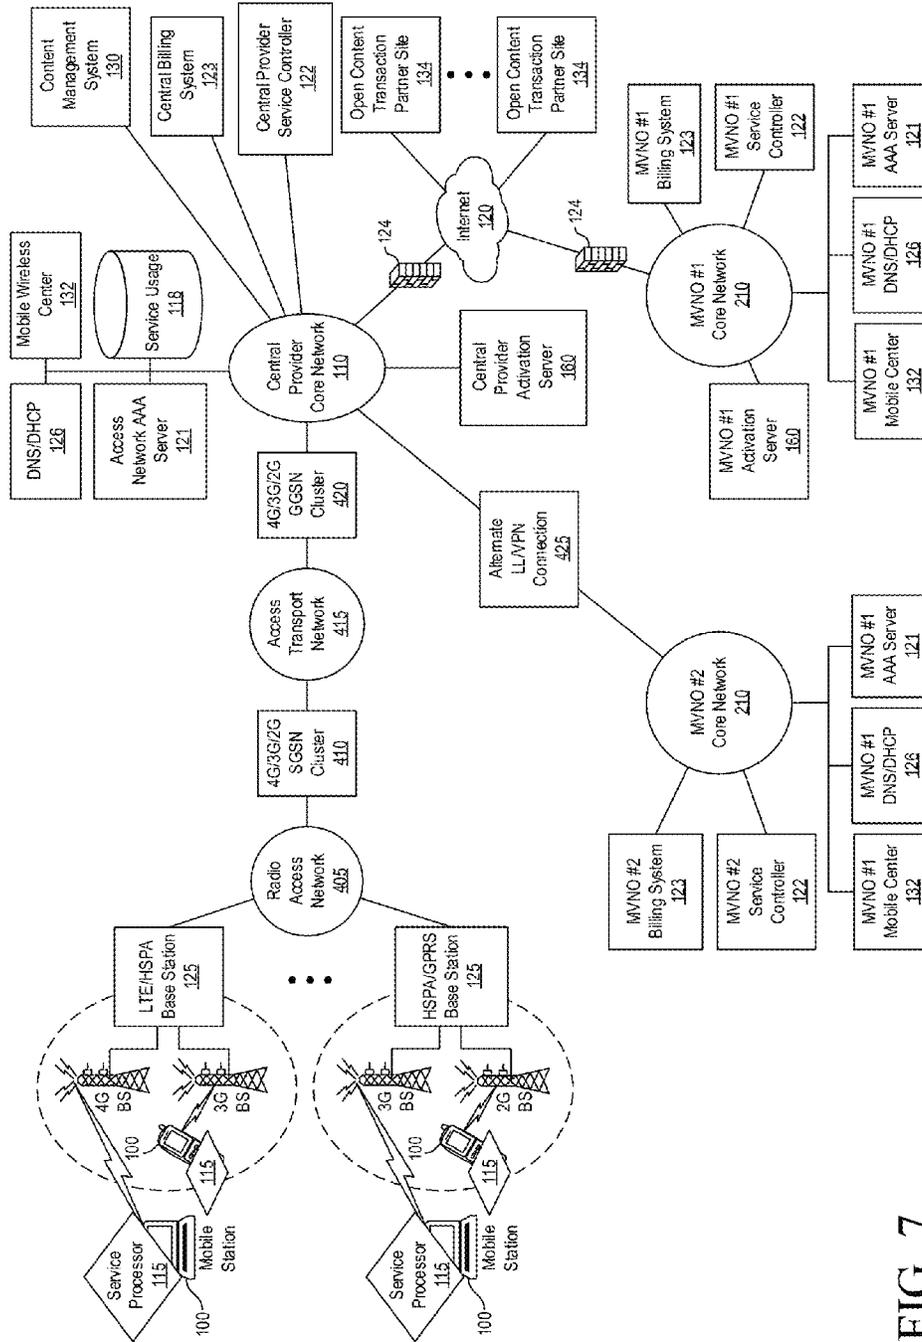 Service
Processor
115
100
Mobile
Station
100
115
4G
BS
3G
BS
LTE/HSPA
Base Station
125
Service
Processor
115
100
Mobile
Station
100
115
3G
BS
2G
BS
HSPA/GPRS
Base Station
125
Radio
Access
Network
405
4G/3G/2G
SGSN
Cluster
410
Access
Transport
Network
415
4G/3G/2G
GGSN
Cluster
420
DNS/DHCP
126
Mobile Wireless
Center
132
Access
Network AAA
Server
121
Service Usage
118
Central
Provider
Core Network
110
Content
Management
System
130
Central Billing
System
123
Central Provider
Service Controller
122
Open Content
Transaction
Partner Site
134
Open Content
Transaction
Partner Site
134
124
Internet
120
124
Central
Provider
Activation
Server
160
Alternate
LL/VPN
Connection
425
MVNO #2
Billing System
123
MVNO #2
Service
Controller
122
MVNO #2
Core Network
210
MVNO #1
Mobile Center
132
MVNO #1
DNS/DHCP
126
MVNO #1
AAA Server
121
MVNO #1
Activation
Server
160
MVNO #1
Core Network
210
MVNO #1
Billing System
123
MVNO #1
Service
Controller
122
MVNO #1
Mobile Center
132
MVNO #1
DNS/DHCP
126
MVNO #1
AAA Server
121
FIG. 7